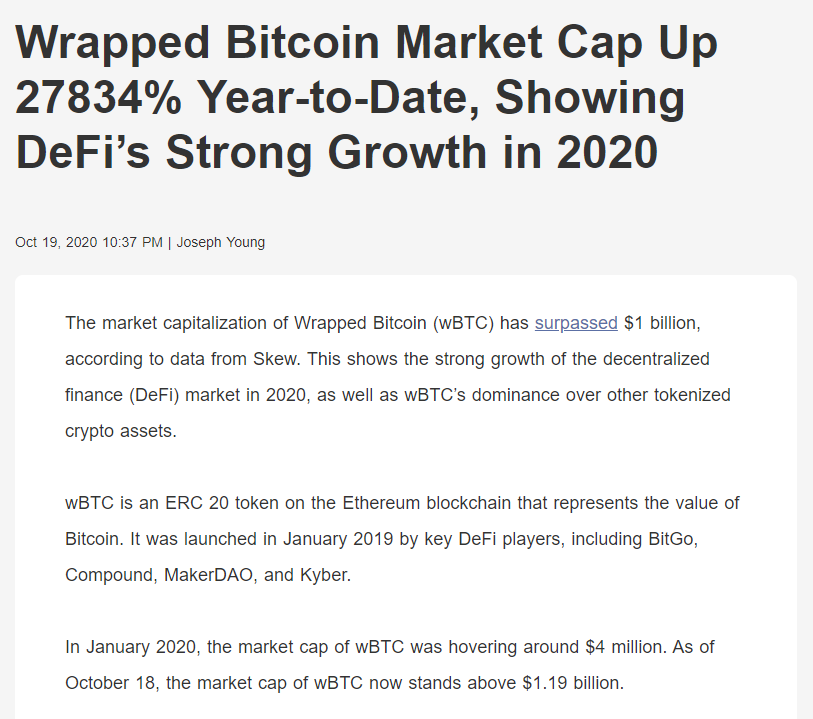 Wrapped Bitcoin Market Cap Up
27834% Year-to-Date, Showing
DeFi’s Strong Growth in 2020
Oct 19, 2020 10:37 PM | Joseph Young
The market capitalization of Wrapped Bitcoin (wBTC) has surpassed $1 billion,
according to data from Skew. This shows the strong growth of the decentralized
finance (DeFi) market in 2020, as well as wBTC’s dominance over other tokenized
crypto assets.
wBTC is an ERC 20 token on the Ethereum blockchain that represents the value of
Bitcoin. It was launched in January 2019 by key DeFi players, including BitGo,
Compound, MakerDAO, and Kyber.
In January 2020, the market cap of wBTC was hovering around $4 million. As of
October 18, the market cap of wBTC now stands above $1.19 billion.